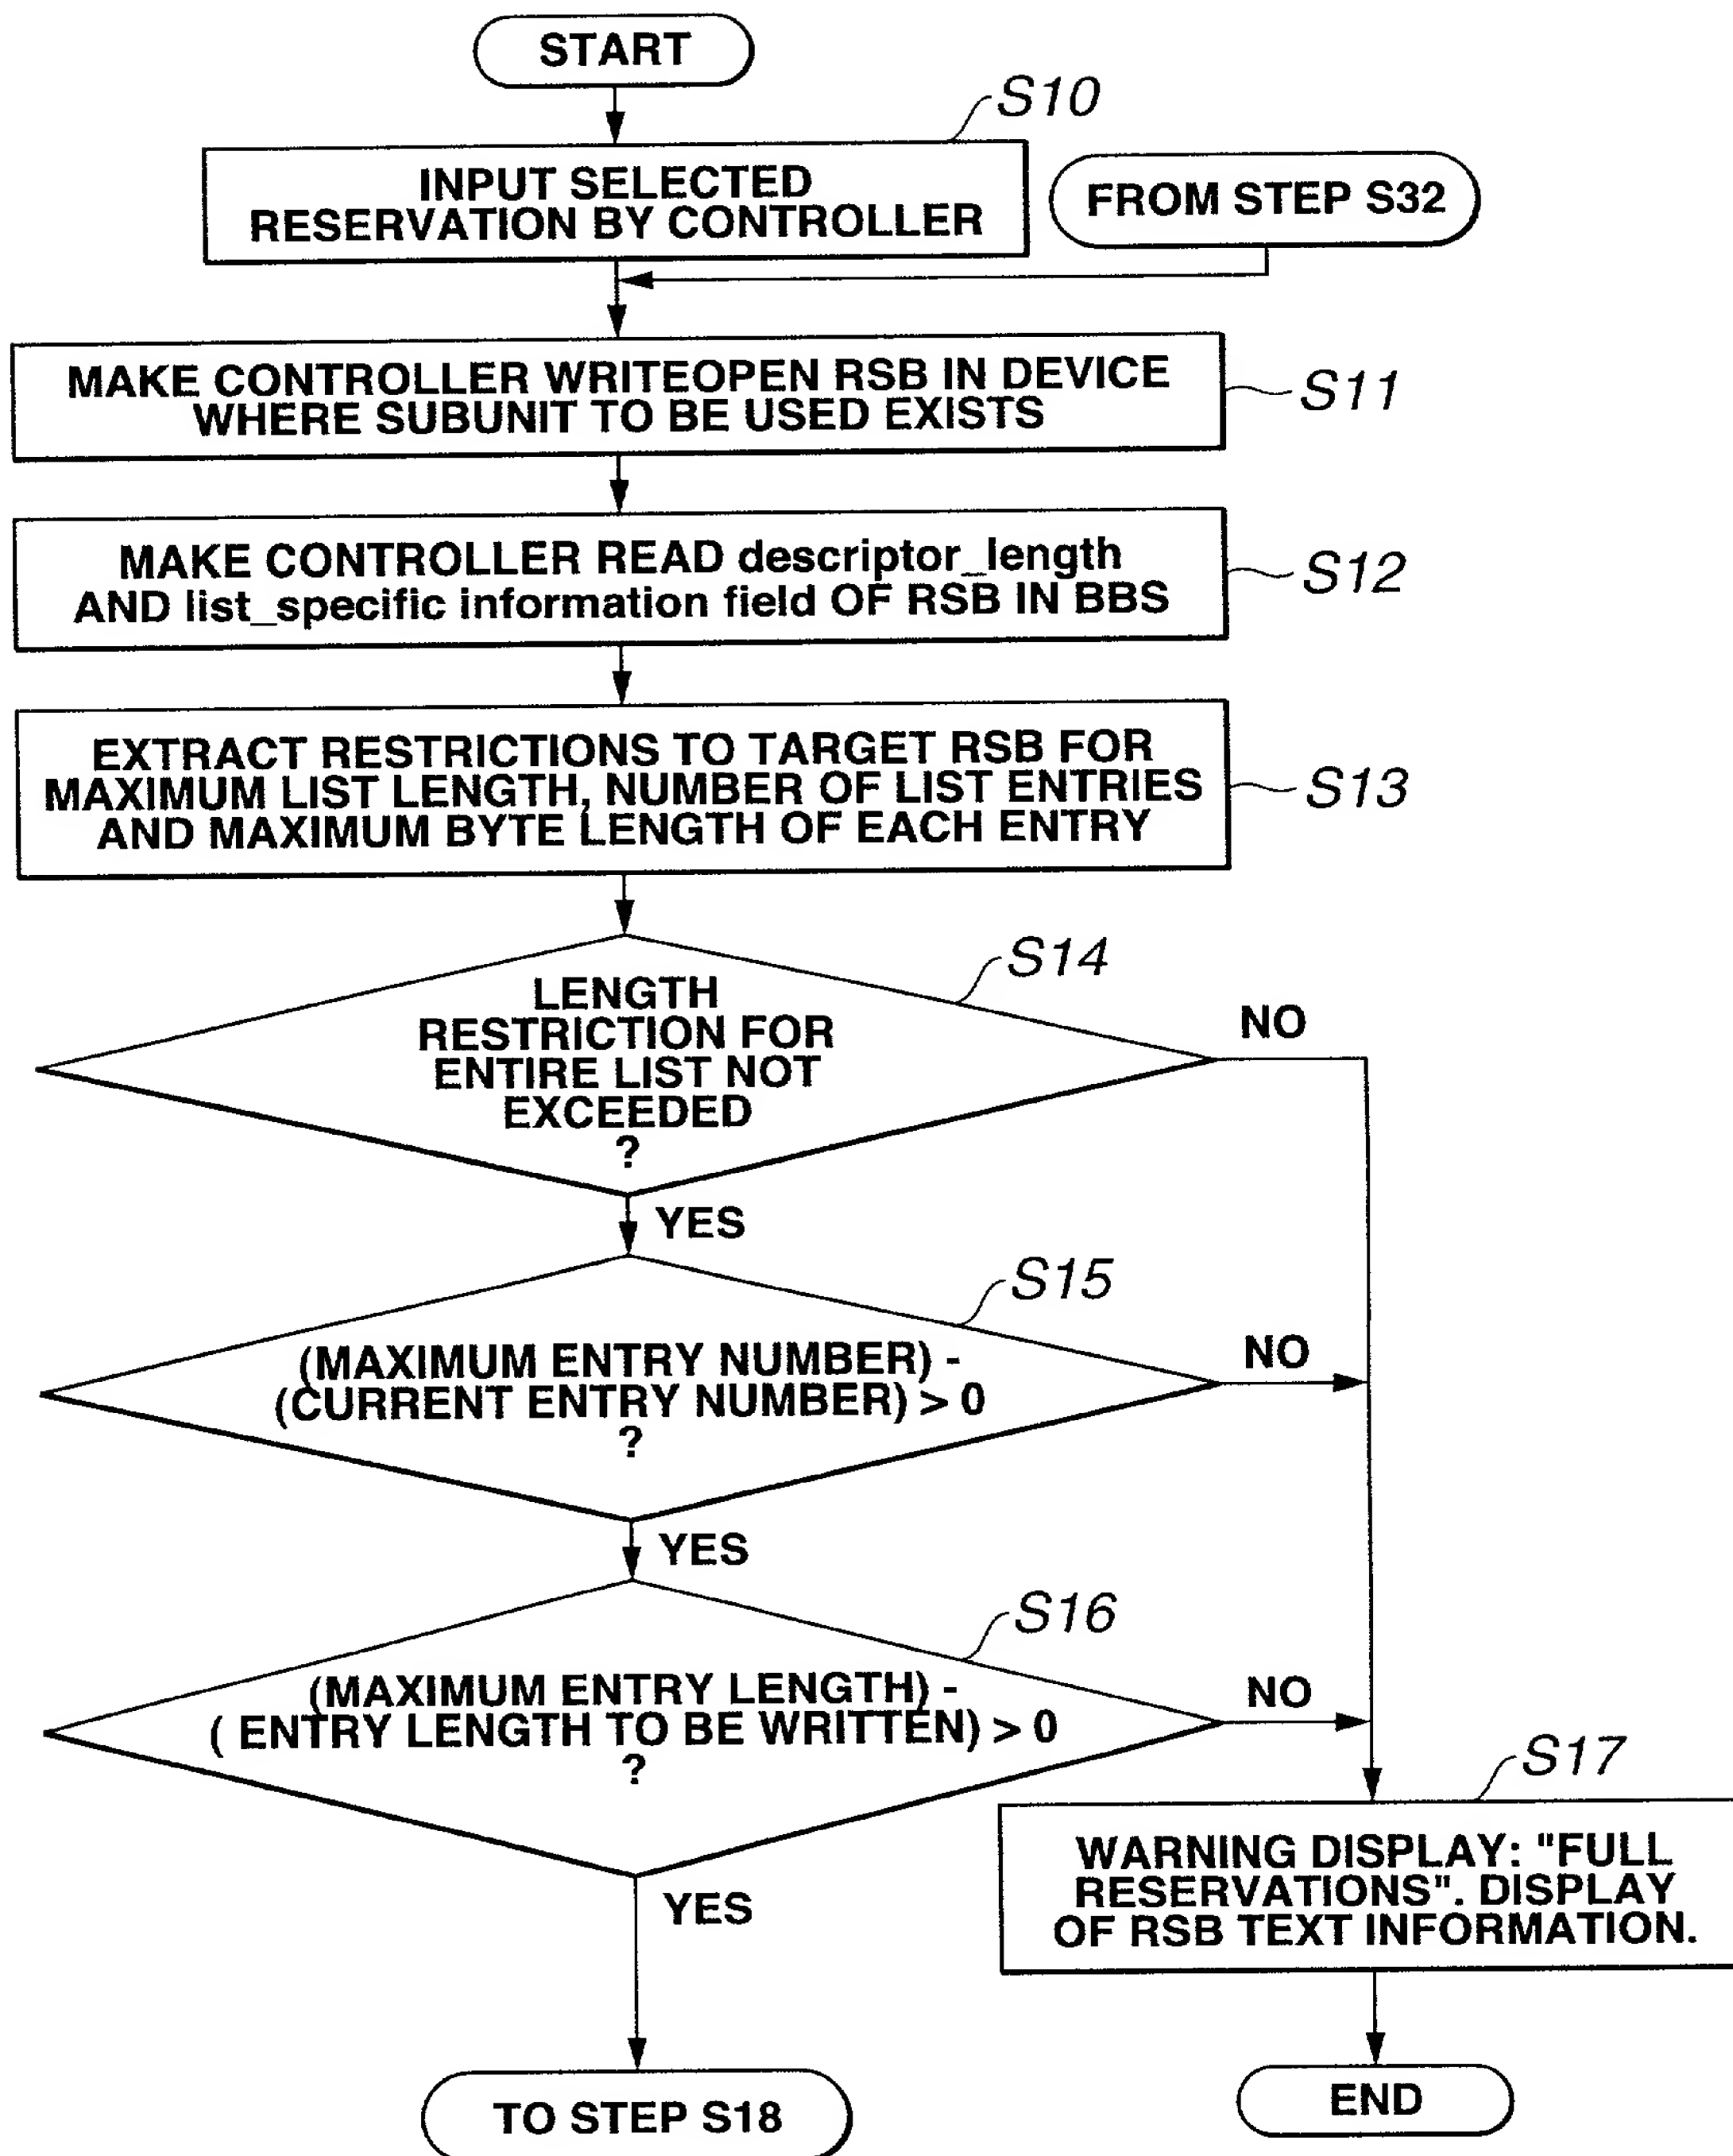 START
S10
INPUT SELECTED
RESERVATION BY CONTROLLER
FROM STEP S32
MAKE CONTROLLER WRITEOPEN RSB IN DEVICE
WHERE SUBUNIT TO BE USED EXISTS
S11
MAKE CONTROLLER READ descriptor_length
AND list_specific information field OF RSB IN BBS
S12
EXTRACT RESTRICTIONS TO TARGET RSB FOR
MAXIMUM LIST LENGTH, NUMBER OF LIST ENTRIES
AND MAXIMUM BYTE LENGTH OF EACH ENTRY
S13
S14
LENGTH
RESTRICTION FOR
ENTIRE LIST NOT
EXCEEDED
?
NO
YES
S15
(MAXIMUM ENTRY NUMBER) -
(CURRENT ENTRY NUMBER) > 0
?
NO
YES
S16
(MAXIMUM ENTRY LENGTH) -
( ENTRY LENGTH TO BE WRITTEN) > 0
?
NO
YES
S17
WARNING DISPLAY: "FULL
RESERVATIONS". DISPLAY
OF RSB TEXT INFORMATION.
TO STEP S18
END